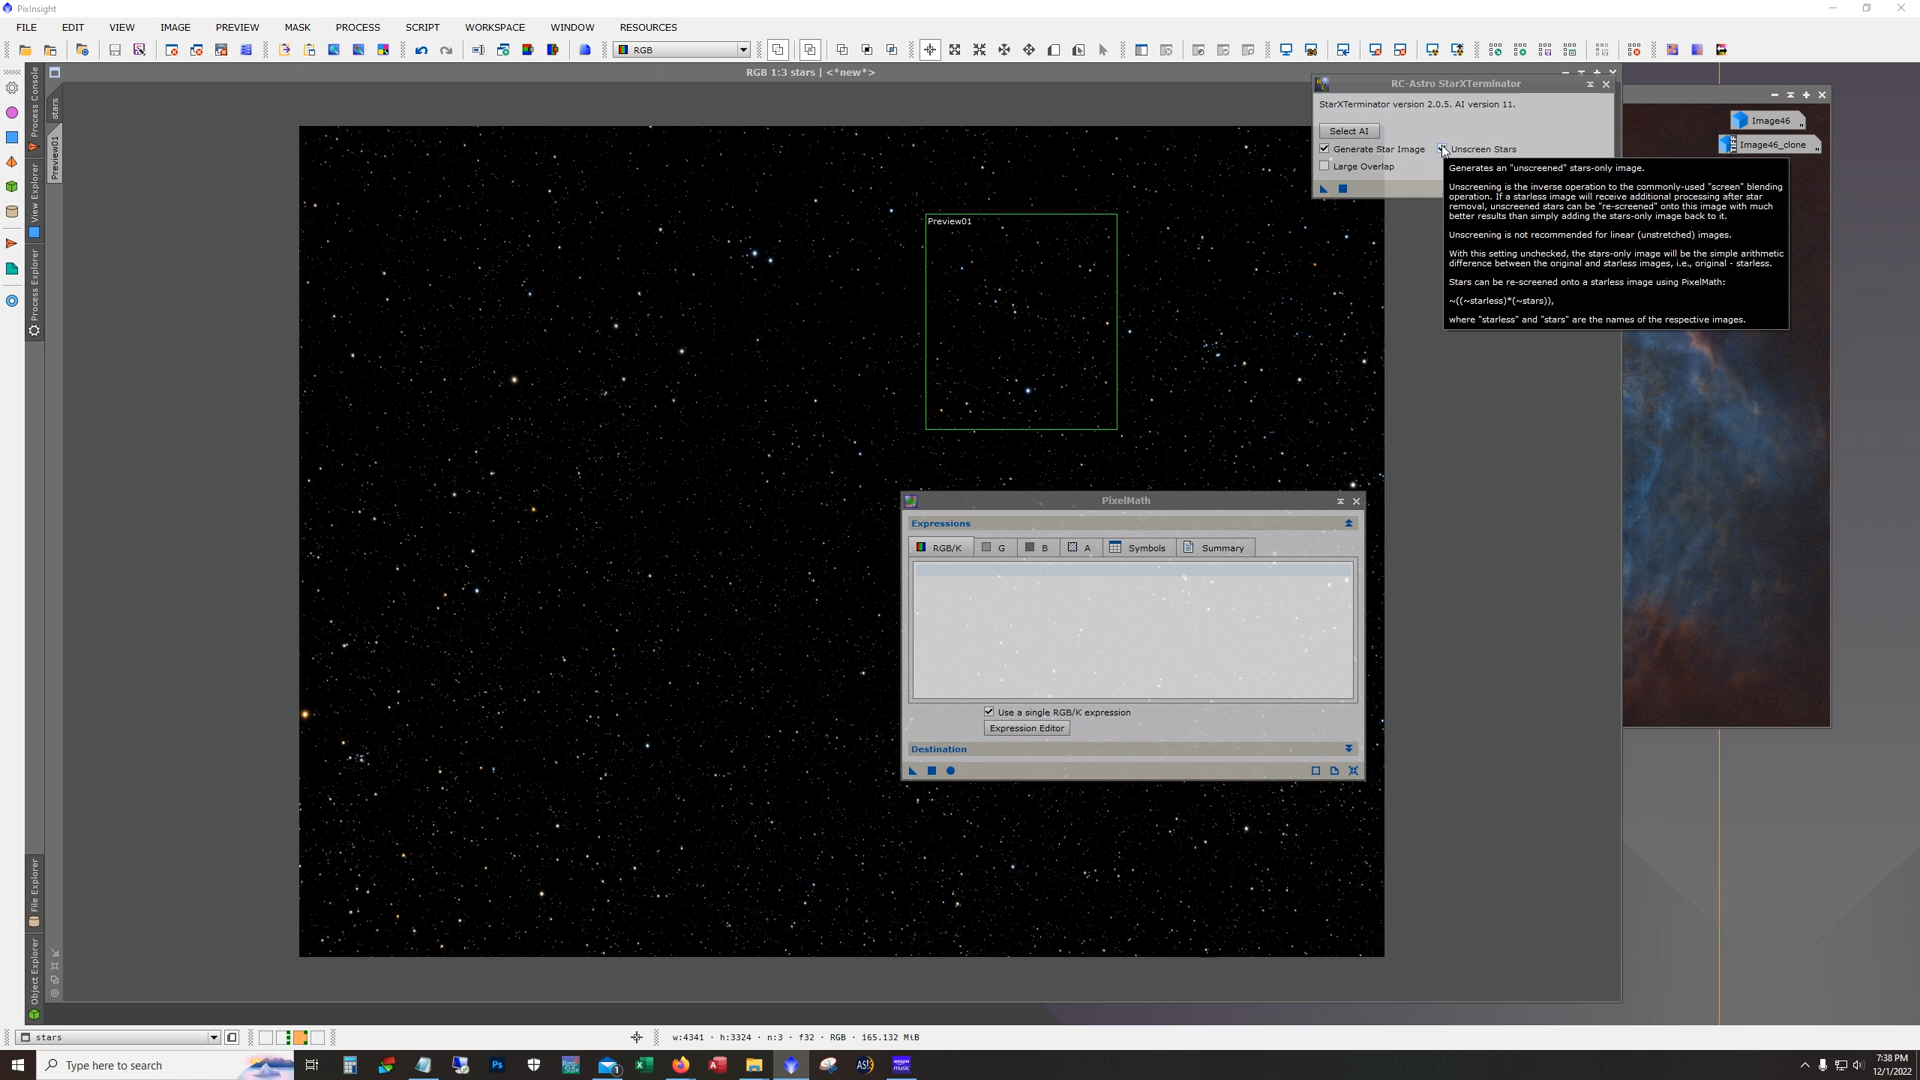 PixInsight
FILE EDIT VIEW IMAGE PREVIEW MASK PROCESS SCRIPT WORKSPACE WINDOW RESOURCES
RGB
RGB 1:3 stars | <*new*>
Process Console
View Explorer
Process Explorer
File Explorer
Object Explorer
stars
Preview01
Preview01
RC-Astro StarXTerminator
StarXTerminator version 2.0.5. AI version 11.
Select AI
Generate Star Image
Unscreen Stars
Large Overlap
Generates an "unscreened" stars-only image.
Unscreening is the inverse operation to the commonly-used "screen" blending
operation. If a starless image will receive additional processing after star
removal, unscreened stars can be "re-screened" onto this image with much
better results than simply adding the stars-only image back to it.
Unscreening is not recommended for linear (unstretched) images.
With this setting unchecked, the stars-only image will be the simple arithmetic
difference between the original and starless images, i.e., original - starless.
Stars can be re-screened onto a starless image using PixelMath:
~((~starless)*(~stars)),
where "starless" and "stars" are the names of the respective images.
Image46
Image46_clone
PixelMath
Expressions
RGB/K G B A Symbols Summary
Use a single RGB/K expression
Expression Editor
Destination
stars
w:4341 · h:3324 · n:3 · f32 · RGB · 165.132 MiB
Type here to search
7:38 PM
12/1/2022